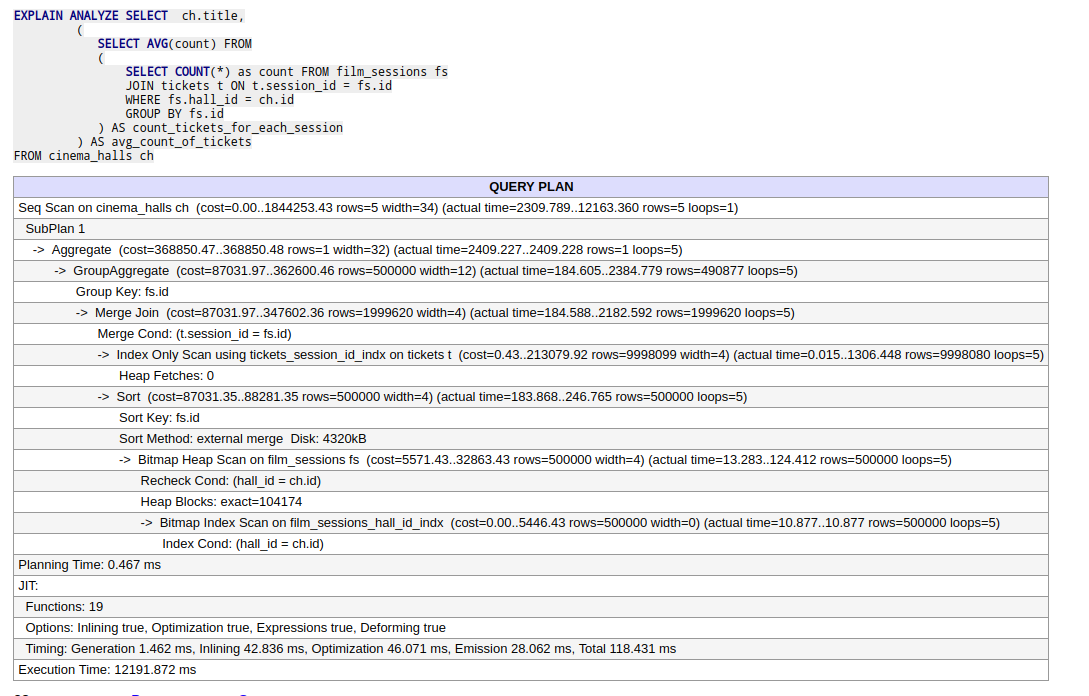 EXPLAIN ANALYZE SELECT  ch.title,
(
SELECT AVG(count) FROM
(
SELECT COUNT(*) as count FROM film_sessions fs
JOIN tickets t ON t.session_id = fs.id
WHERE fs.hall_id = ch.id
GROUP BY fs.id
) AS count_tickets_for_each_session
) AS avg_count_of_tickets
FROM cinema_halls ch
QUERY PLAN
Seq Scan on cinema_halls ch  (cost=0.00..1844253.43 rows=5 width=34) (actual time=2309.789..12163.360 rows=5 loops=1)
SubPlan 1
-> Aggregate  (cost=368850.47..368850.48 rows=1 width=32) (actual time=2409.227..2409.228 rows=1 loops=5)
-> GroupAggregate  (cost=87031.97..362600.46 rows=500000 width=12) (actual time=184.605..2384.779 rows=490877 loops=5)
Group Key: fs.id
-> Merge Join  (cost=87031.97..347602.36 rows=1999620 width=4) (actual time=184.588..2182.592 rows=1999620 loops=5)
Merge Cond: (t.session_id = fs.id)
-> Index Only Scan using tickets_session_id_indx on tickets t  (cost=0.43..213079.92 rows=9998099 width=4) (actual time=0.015..1306.448 rows=9998080 loops=5)
Heap Fetches: 0
-> Sort  (cost=87031.35..88281.35 rows=500000 width=4) (actual time=183.868..246.765 rows=500000 loops=5)
Sort Key: fs.id
Sort Method: external merge  Disk: 4320kB
-> Bitmap Heap Scan on film_sessions fs  (cost=5571.43..32863.43 rows=500000 width=4) (actual time=13.283..124.412 rows=500000 loops=5)
Recheck Cond: (hall_id = ch.id)
Heap Blocks: exact=104174
-> Bitmap Index Scan on film_sessions_hall_id_indx  (cost=0.00..5446.43 rows=500000 width=0) (actual time=10.877..10.877 rows=500000 loops=5)
Index Cond: (hall_id = ch.id)
Planning Time: 0.467 ms
JIT:
Functions: 19
Options: Inlining true, Optimization true, Expressions true, Deforming true
Timing: Generation 1.462 ms, Inlining 42.836 ms, Optimization 46.071 ms, Emission 28.062 ms, Total 118.431 ms
Execution Time: 12191.872 ms